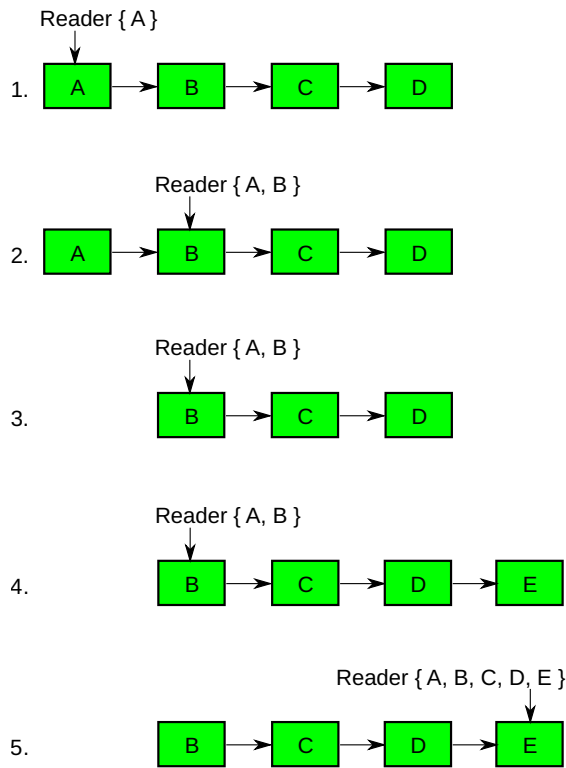 Reader { A }
1. A B C D
Reader { A, B }
2. A B C D
Reader { A, B }
3. B C D
Reader { A, B }
4. B C D E
Reader { A, B, C, D, E }
5. B C D E